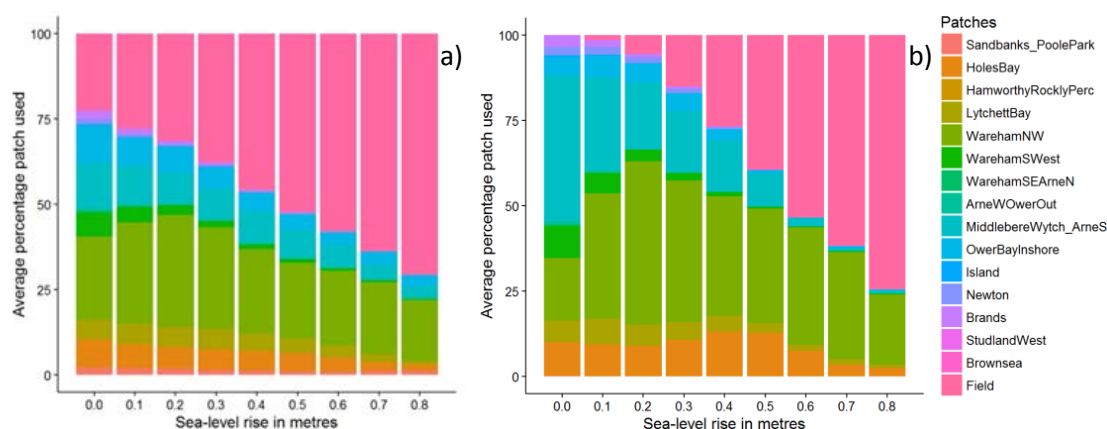 a)
100
75
50
25
0
Average percentage patch used
0.0 0.1 0.2 0.3 0.4 0.5 0.6 0.7 0.8
Sea-level rise in metres
b)
100
75
50
25
0
Average percentage patch used
0.0 0.1 0.2 0.3 0.4 0.5 0.6 0.7 0.8
Sea-level rise in metres
Patches
Sandbanks_PoolePark
HolesBay
HamworthyRocklyPerc
LytchettBay
WarehamNW
WarehamSWest
WarehamSEArneN
ArneWOwerOut
MiddlebereWytch_ArneS
OwerBayInshore
Island
Newton
Brands
StudlandWest
Brownsea
Field